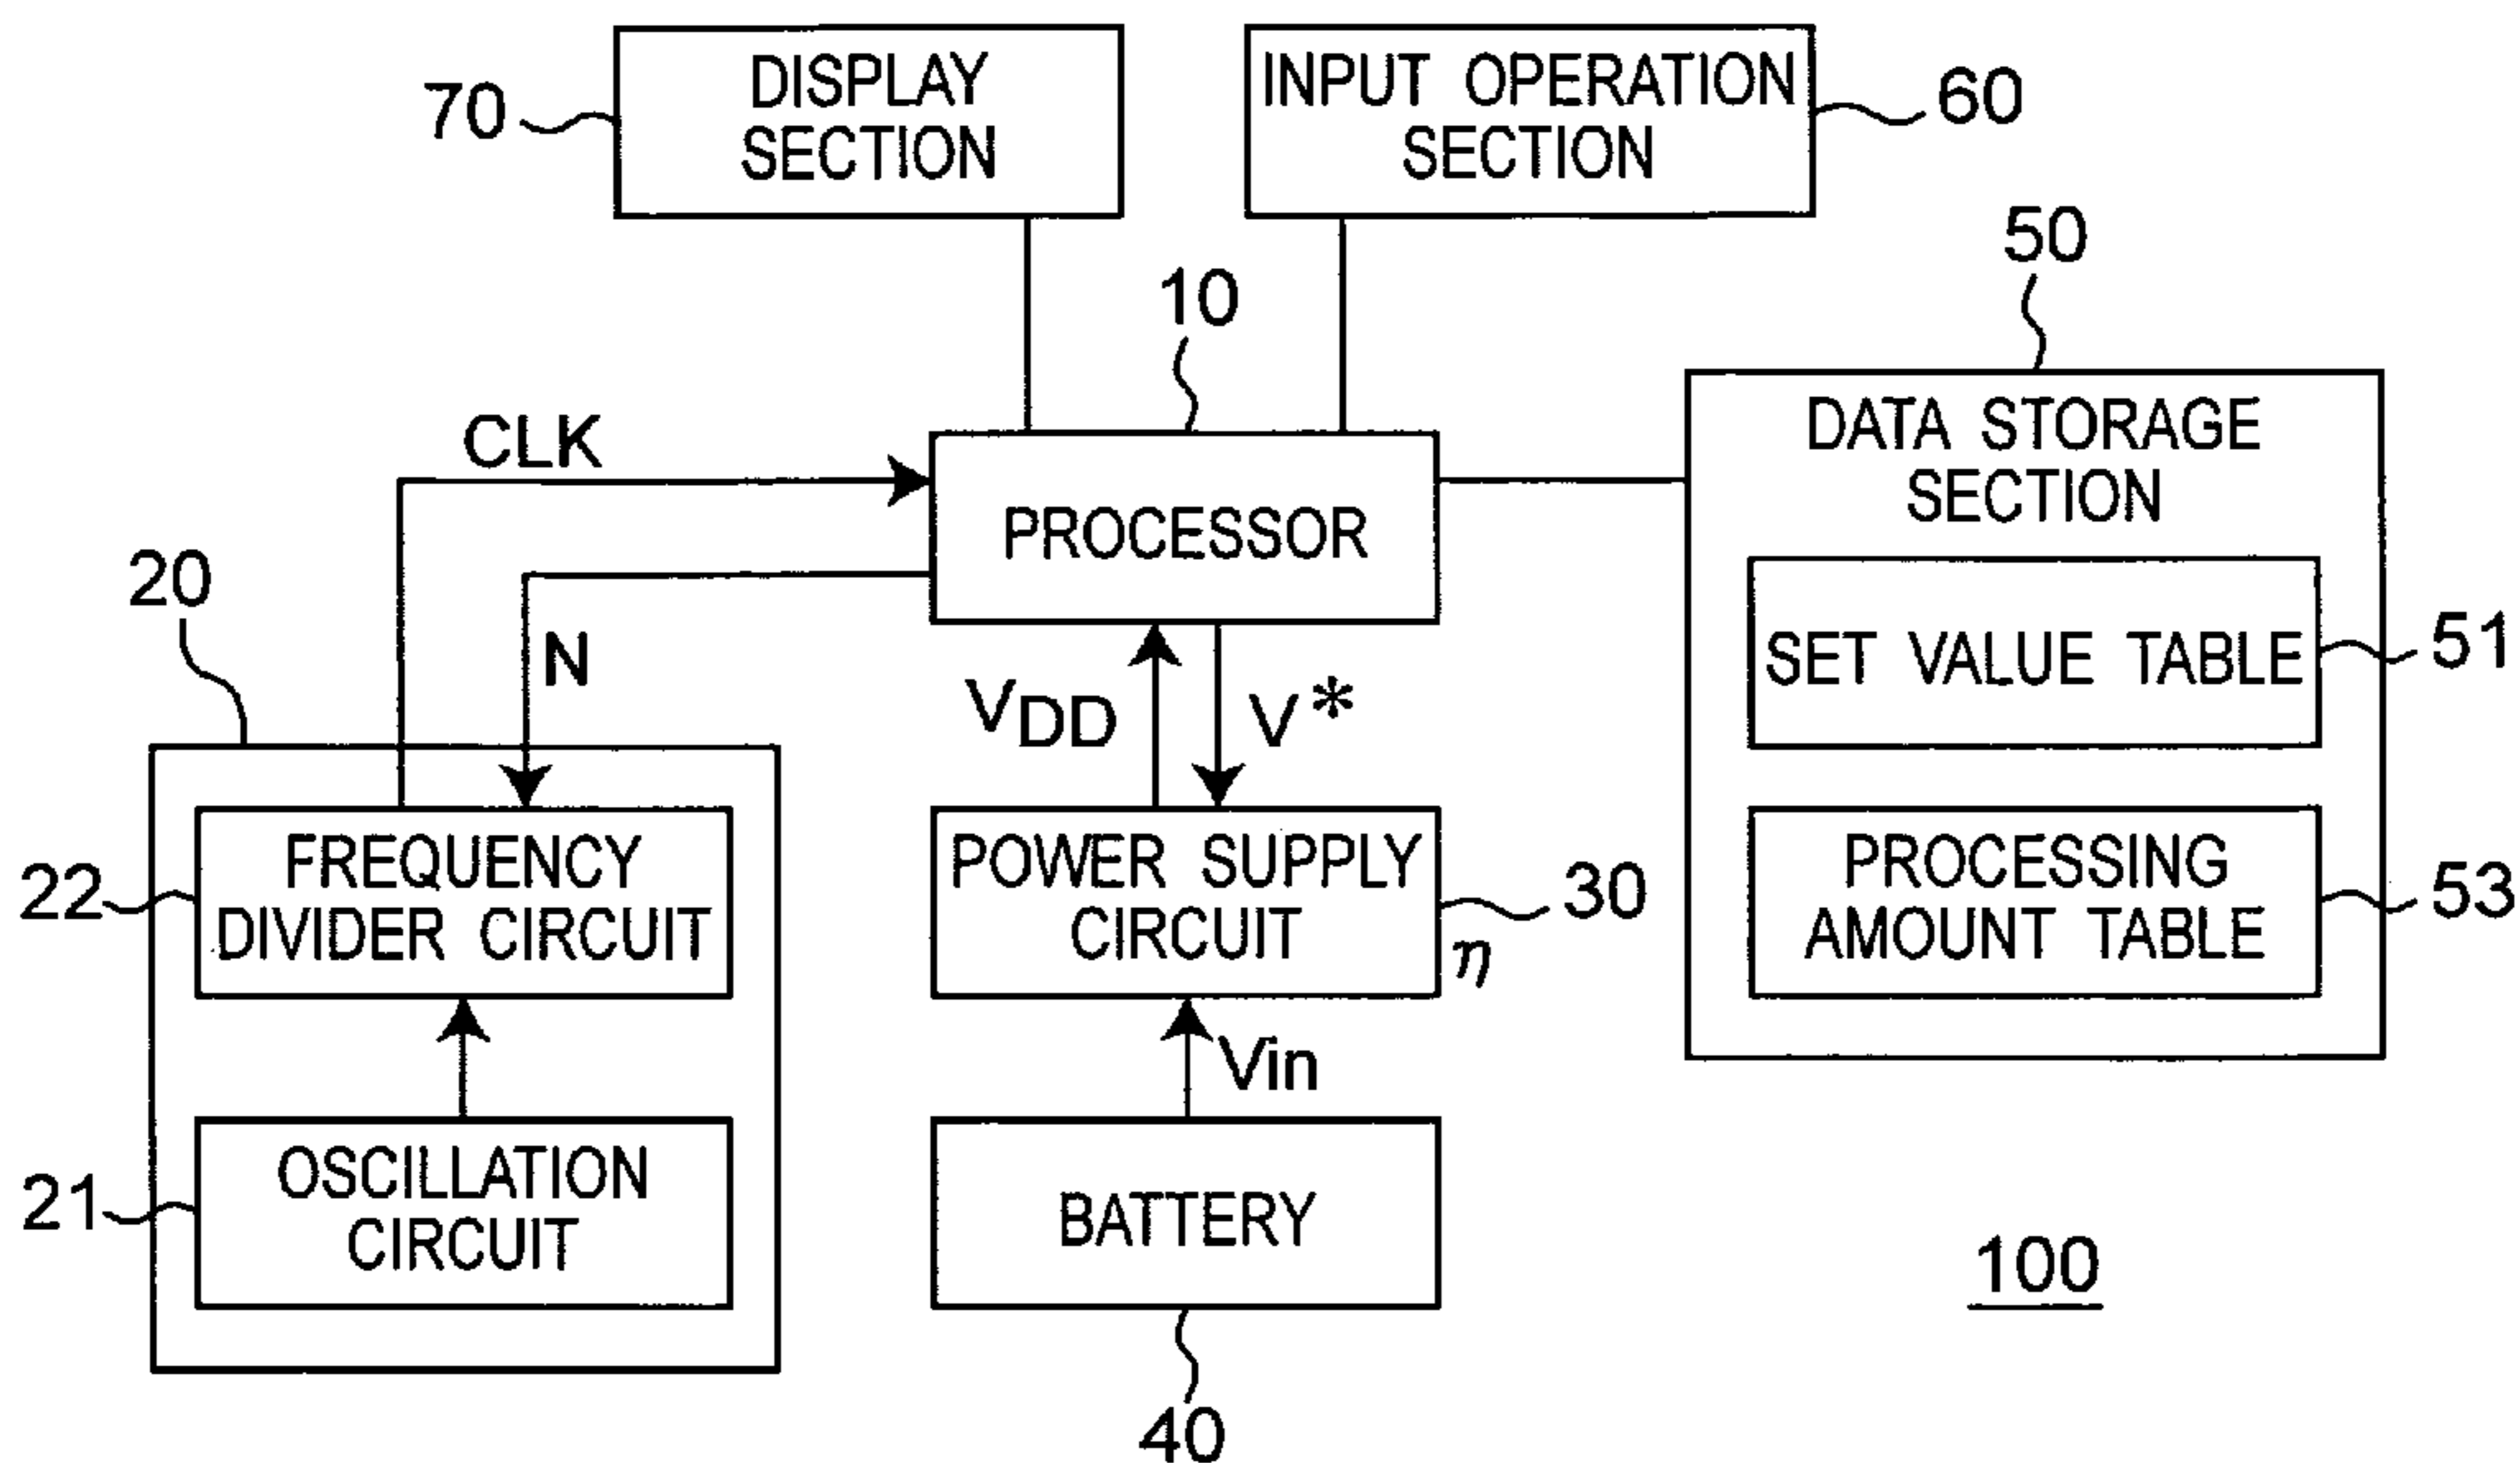 DISPLAY
SECTION
70
INPUT OPERATION
SECTION
60
10
50
CLK
PROCESSOR
DATA STORAGE
SECTION
20
N
VDD
V*
SET VALUE TABLE
51
FREQUENCY
DIVIDER CIRCUIT
22
POWER SUPPLY
CIRCUIT
30
η
PROCESSING
AMOUNT TABLE
53
Vin
OSCILLATION
CIRCUIT
21
BATTERY
40
100